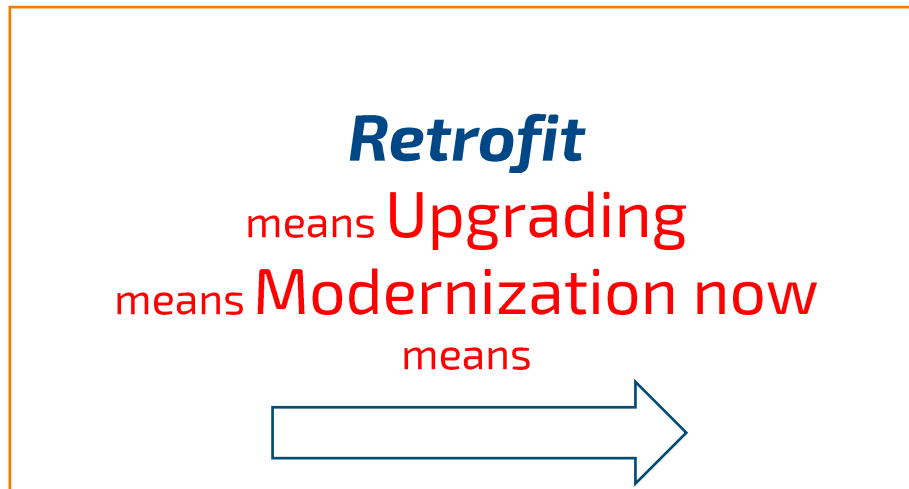 Retrofit
means Upgrading
means Modernization now
means